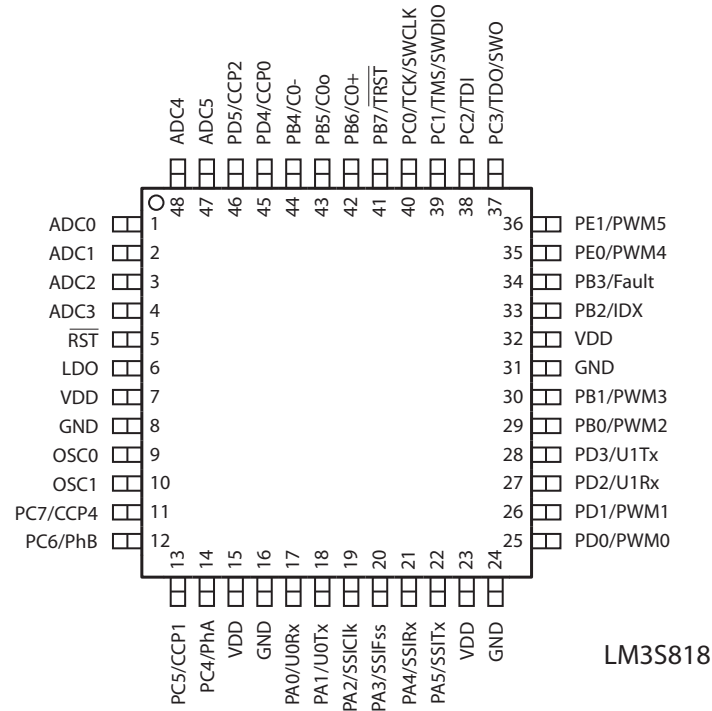 ADC4
ADC5
PD5/CCP2
PD4/CCP0
PB4/C0-
PB5/C0o
PB6/C0+
PB7/TRST
PC0/TCK/SWCLK
PC1/TMS/SWDIO
PC2/TDI
PC3/TDO/SWO
48
47
46
45
44
43
42
41
40
39
38
37
ADC0 1
ADC1 2
ADC2 3
ADC3 4
RST 5
LDO 6
VDD 7
GND 8
OSC0 9
OSC1 10
PC7/CCP4 11
PC6/PhB 12
36 PE1/PWM5
35 PE0/PWM4
34 PB3/Fault
33 PB2/IDX
32 VDD
31 GND
30 PB1/PWM3
29 PB0/PWM2
28 PD3/U1Tx
27 PD2/U1Rx
26 PD1/PWM1
25 PD0/PWM0
13
14
15
16
17
18
19
20
21
22
23
24
PC5/CCP1
PC4/PhA
VDD
GND
PA0/U0Rx
PA1/U0Tx
PA2/SSIClk
PA3/SSIFss
PA4/SSIRx
PA5/SSITx
VDD
GND
LM3S818